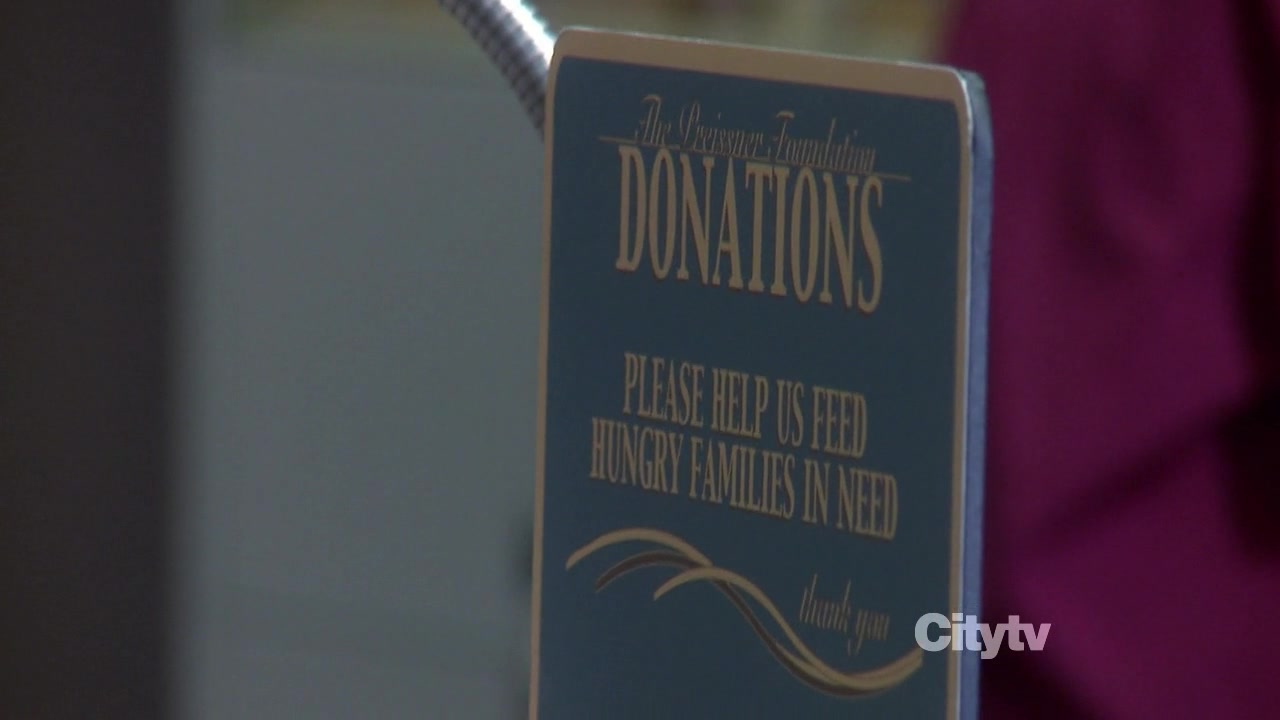 The Preissner Foundation
DONATIONS
PLEASE HELP US FEED
HUNGRY FAMILIES IN NEED
thank you
Citytv